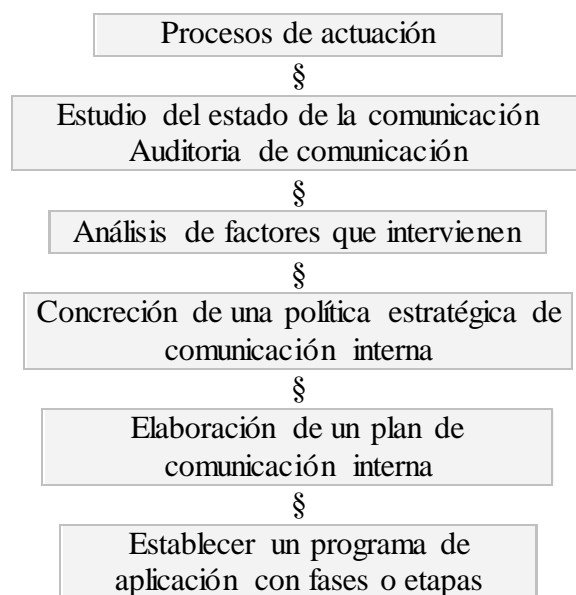 Procesos de actuación
§
Estudio del estado de la comunicación
Auditoria de comunicación
§
Análisis de factores que intervienen
§
Concreción de una política estratégica de
comunicación interna
§
Elaboración de un plan de
comunicación interna
§
Establecer un programa de
aplicación con fases o etapas